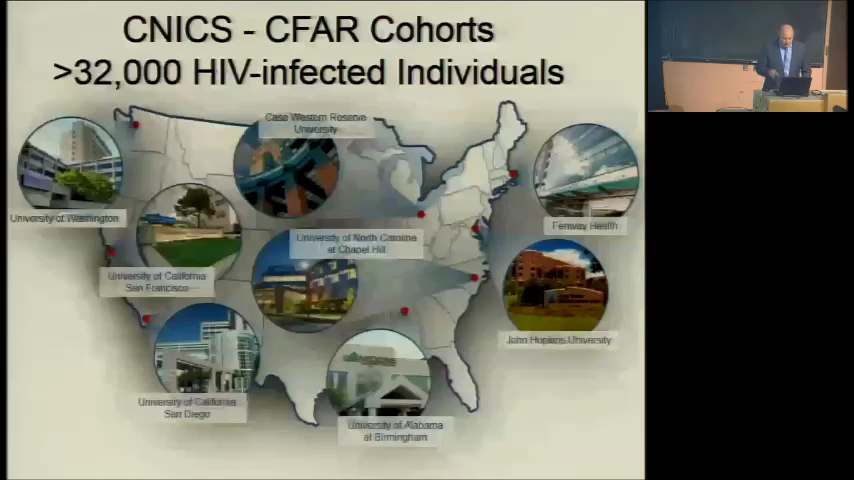 CNICS - CFAR Cohorts
>32,000 HIV-infected Individuals
Case Western Reserve
University
University of Washington
Fenway Health
University of North Carolina
at Chapel Hill
University of California
San Francisco
John Hopkins University
University of California
San Diego
University of Alabama
at Birmingham